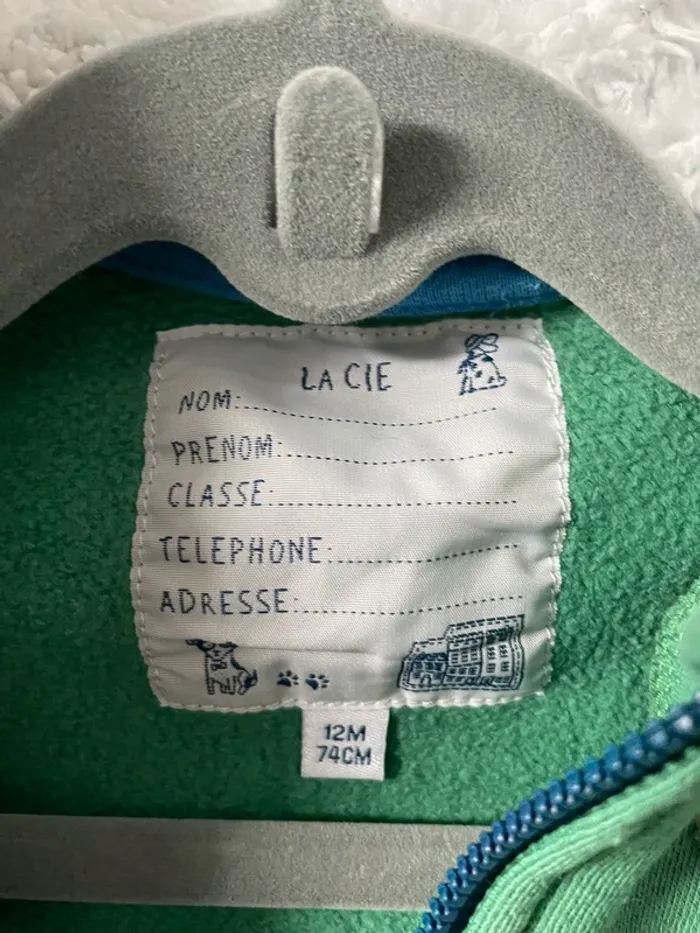 LA CIE
NOM:
PRENOM:
CLASSE:
TELEPHONE:
ADRESSE:
12M
74CM